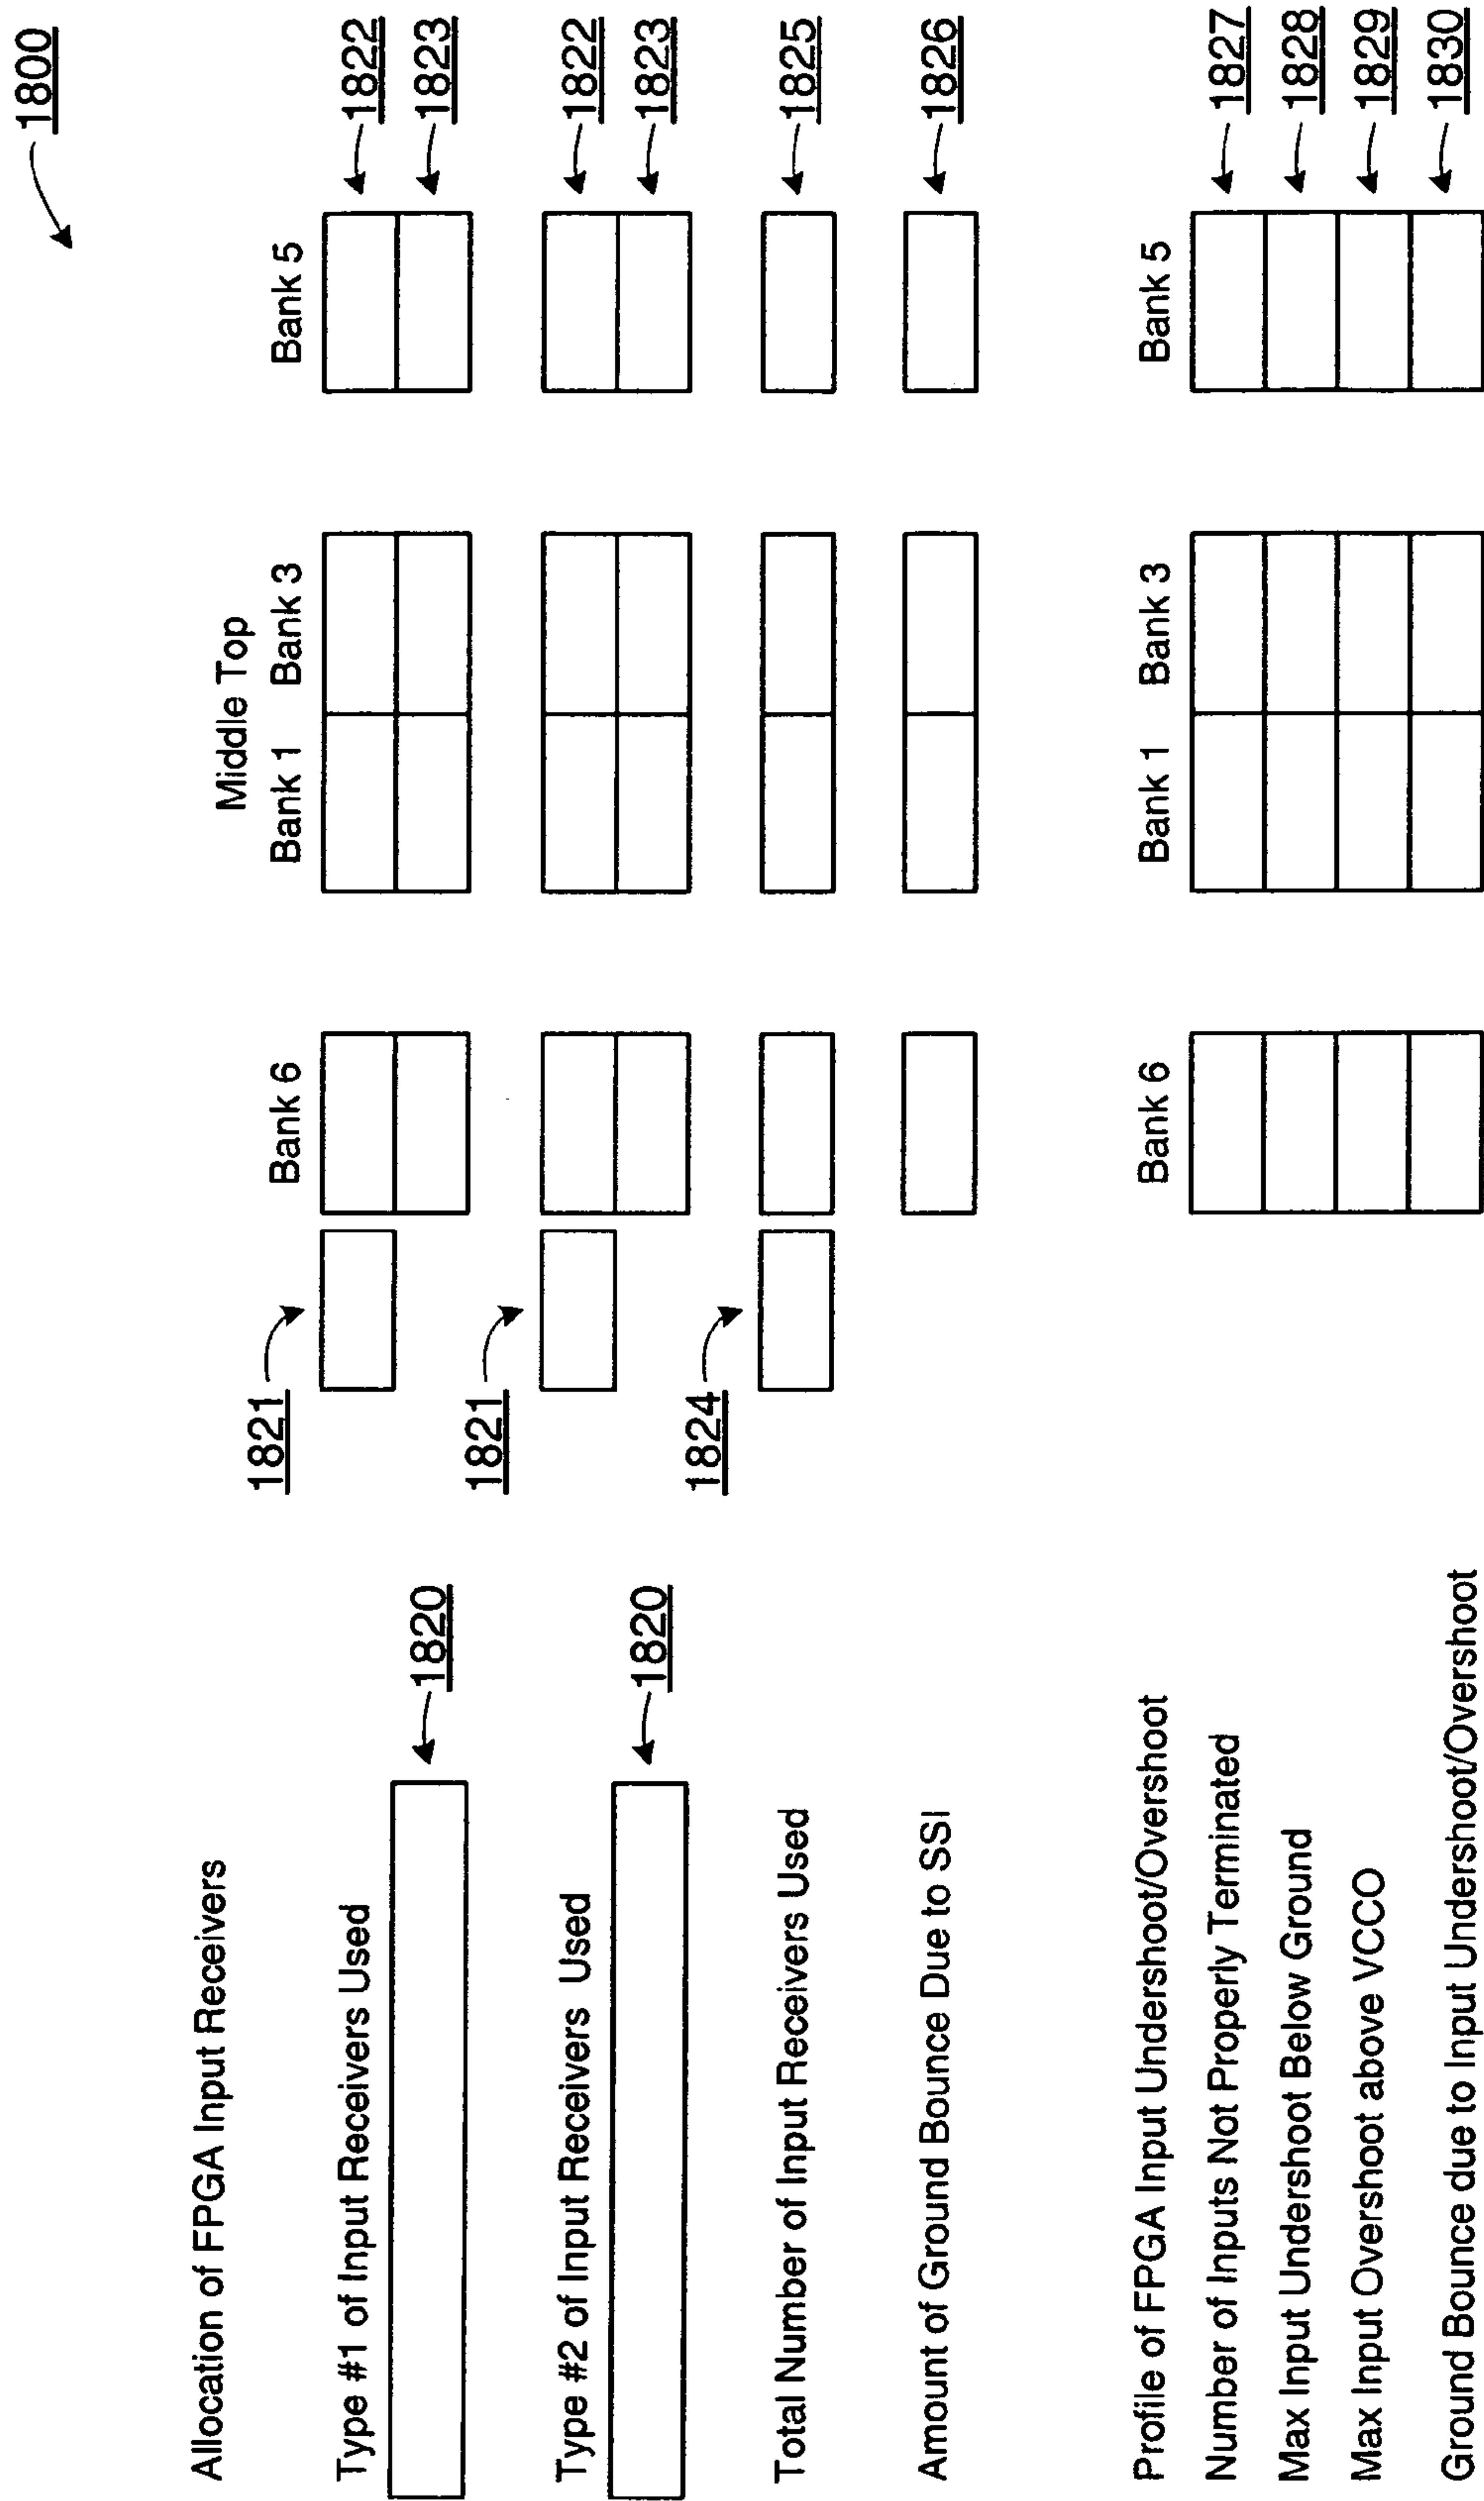 1800
Allocation of FPGA Input Receivers
Middle Top
Bank 6 Bank 1 Bank 3 Bank 5
1821
Type #1 of Input Receivers Used
1822
1820
1823
1821
Type #2 of Input Receivers Used
1822
1820
1823
1824
Total Number of Input Receivers Used
1825
Amount of Ground Bounce Due to SSI
1826
Profile of FPGA Input Undershoot/Overshoot
Bank 6 Bank 1 Bank 3 Bank 5
Number of Inputs Not Properly Terminated
1827
Max Input Undershoot Below Ground
1828
Max Input Overshoot above VCCO
1829
Ground Bounce due to Input Undershoot/Overshoot
1830